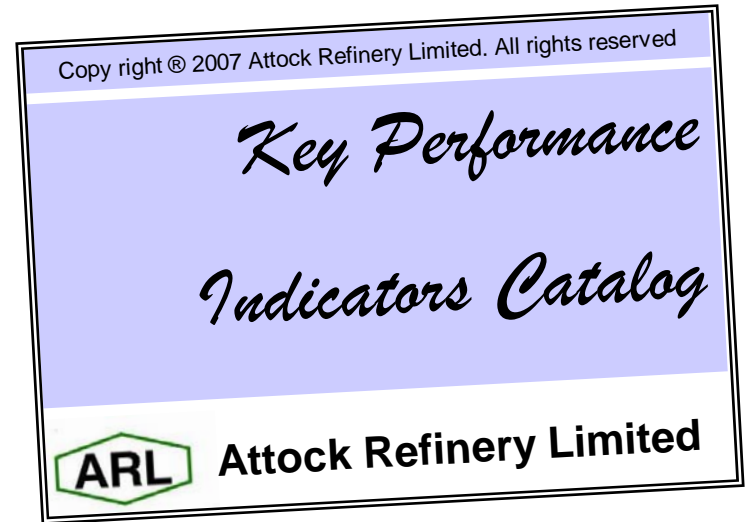 Copy right ® 2007 Attock Refinery Limited. All rights reserved
Key Performance
Indicators Catalog
ARL Attock Refinery Limited